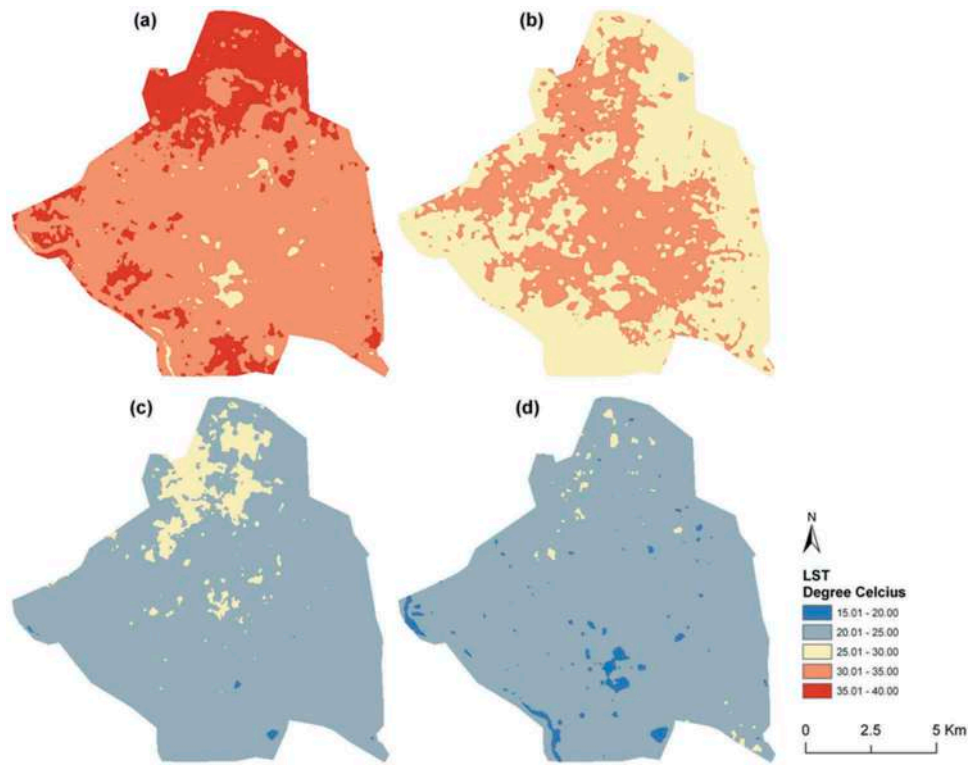 (a)
(b)
(c)
(d)
N
LST
Degree Celcius
15.01 - 20.00
20.01 - 25.00
25.01 - 30.00
30.01 - 35.00
35.01 - 40.00
0 2.5 5 Km